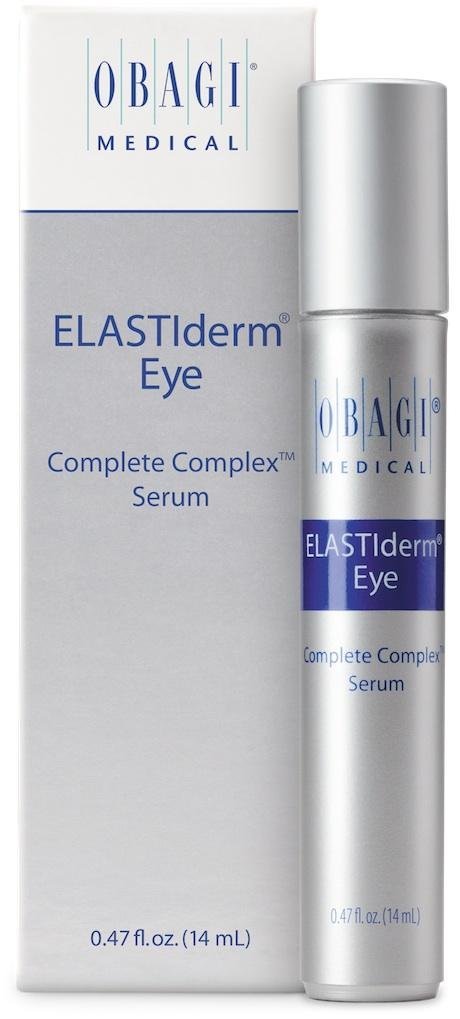 OBAGI®
MEDICAL
ELASTIderm®
Eye
Complete Complex™
Serum
0.47 fl. oz. (14 mL)
OBAGI®
MEDICAL
ELASTIderm®
Eye
Complete Complex™
Serum
0.47 fl. oz. (14 mL)